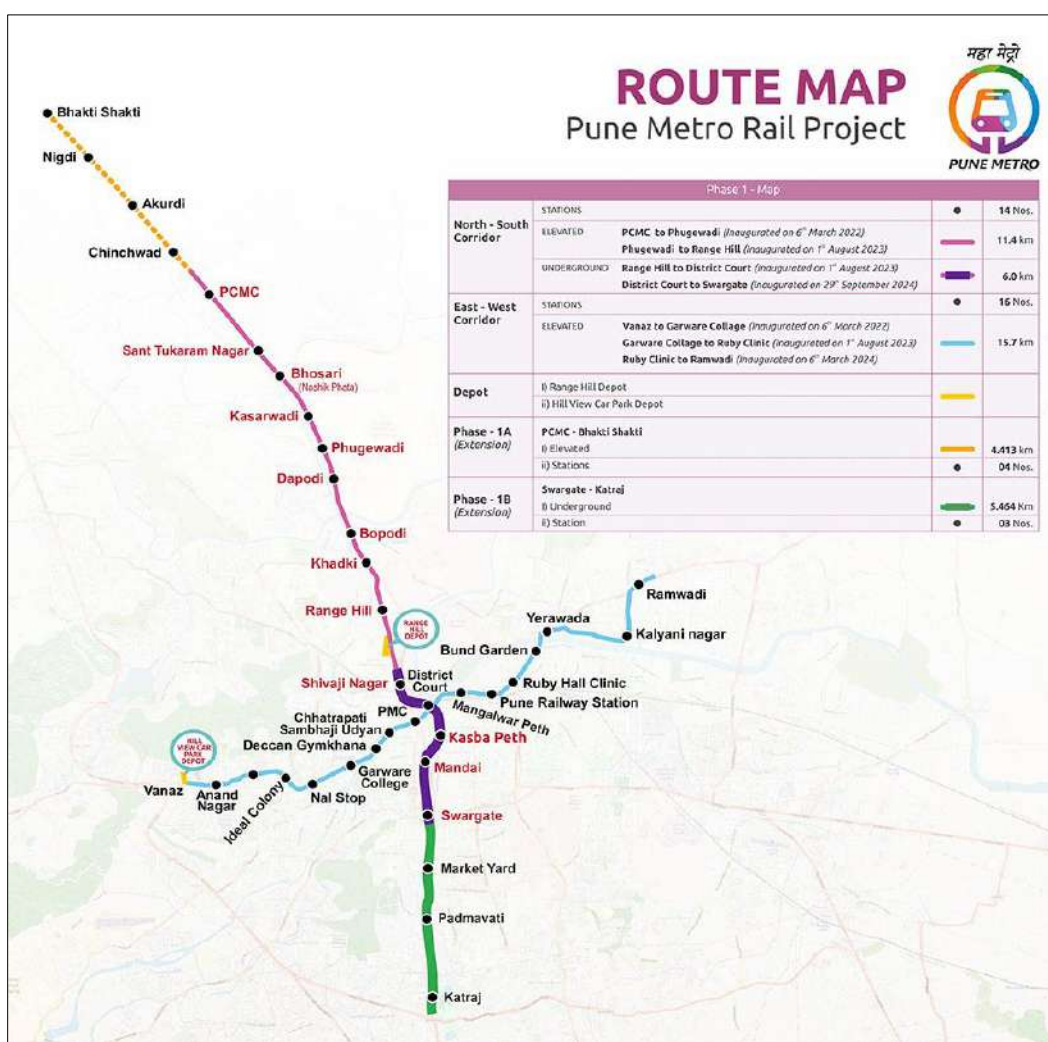 महा मेट्रो
ROUTE MAP
Pune Metro Rail Project
PUNE METRO
Phase 1 - Map
North - South Corridor
STATIONS
14 Nos.
ELEVATED
PCMC to Phugewadi (Inaugurated on 6th March 2022)
Phugewadi to Range Hill (Inaugurated on 1st August 2023)
11.4 km
UNDERGROUND
Range Hill to District Court (Inaugureted on 1st Augest 2023)
District Court to Swargate (Inaugurated on 29th September 2024)
6.0 km
East - West Corridor
STATIONS
16 Nos.
ELEVATED
Vanaz to Garware Collage (Inaugurated on 6th March 2022)
Garware Collage to Ruby Clinic (Inaugurated on 1st August 2023)
Ruby Clinic to Ramwadi (Inaugurated on 6th March 2024)
15.7 km
Depot
i) Range Hill Depot
ii) Hill View Car Park Depot
Phase - 1A
(Extension)
PCMC - Bhakti Shakti
i) Elevated
4.413 km
ii) Stations
04 Nos.
Phase - 1B
(Extension)
Swargate - Katraj
i) Underground
5.464 Km
ii) Station
03 Nos.
Bhakti Shakti
Nigdi
Akurdi
Chinchwad
PCMC
Sant Tukaram Nagar
Bhosari
(Nashik Phata)
Kasarwadi
Phugewadi
Dapodi
Bopodi
Khadki
Range Hill
RANGE
HILL
DEPOT
Shivaji Nagar
District
Court
Ramwadi
Kalyani nagar
Yerawada
Bund Garden
Ruby Hall Clinic
Pune Railway Station
Mangalwar Peth
PMC
Chhatrapati
Sambhaji Udyan
Deccan Gymkhana
Garware
College
Nal Stop
Ideal Colony
Anand
Nagar
Vanaz
HILL
VIEW CAR
PARK
DEPOT
Kasba Peth
Mandai
Swargate
Market Yard
Padmavati
Katraj